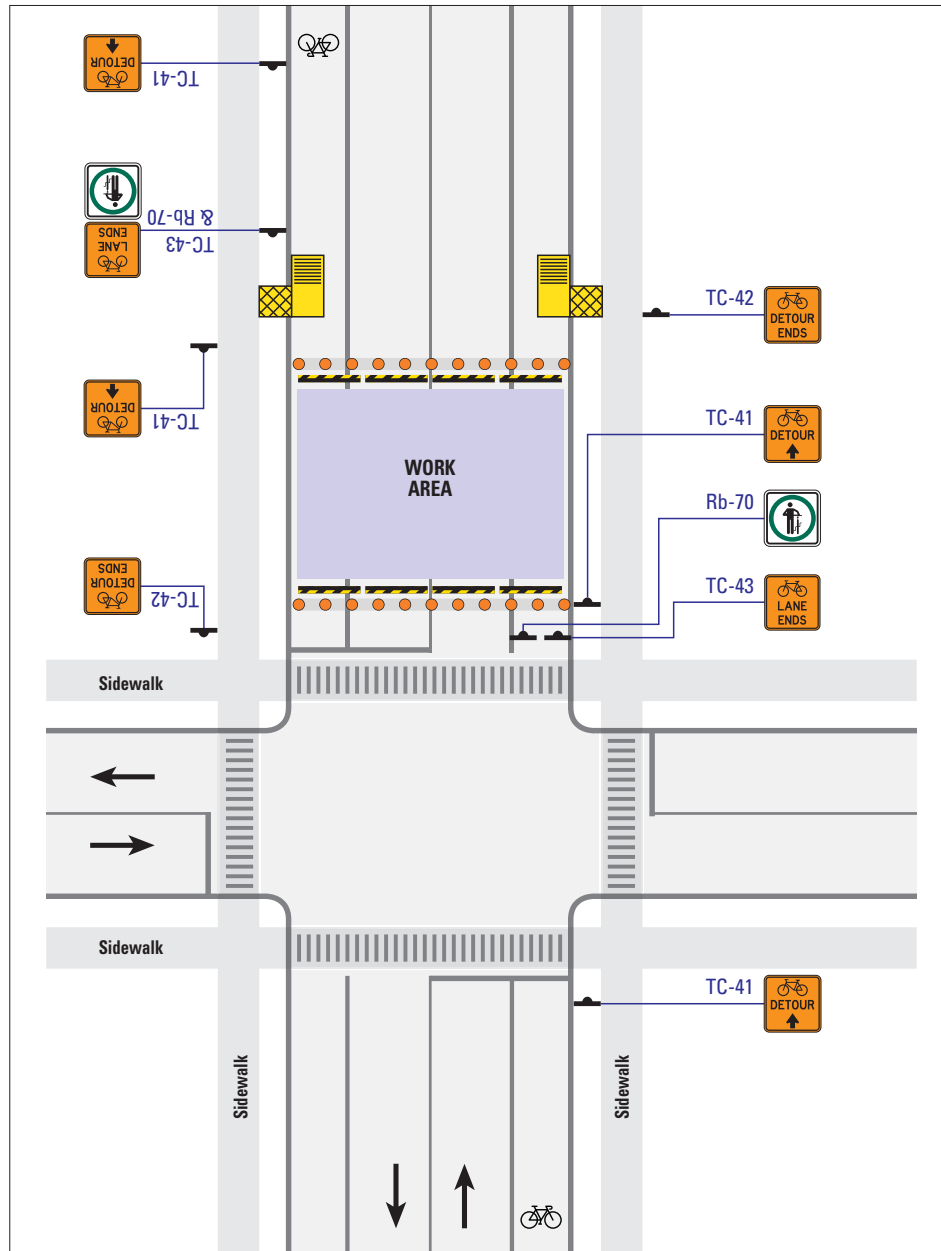 DETOUR
TC-41
TC-43
& Rb-70
LANE
ENDS
TC-42
DETOUR
ENDS
DETOUR
TC-41
TC-41
DETOUR
WORK
AREA
Rb-70
DETOUR
ENDS
TC-42
TC-43
LANE
ENDS
Sidewalk
Sidewalk
TC-41
DETOUR
Sidewalk
Sidewalk